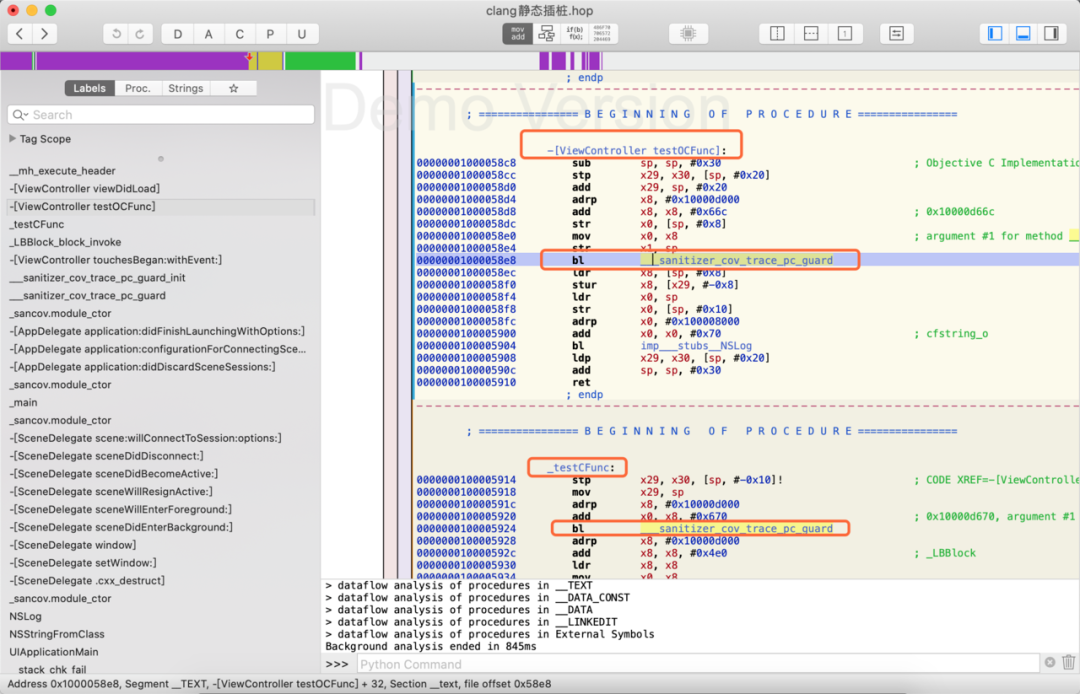 clang静态插桩.hop
D A C P U
mov add
if(b) f(x);
Labels Proc. Strings
Search
Tag Scope
__mh_execute_header
-[ViewController viewDidLoad]
-[ViewController testOCFunc]
_testCFunc
_LBBlock_block_invoke
-[ViewController touchesBegan:withEvent:]
___sanitizer_cov_trace_pc_guard_init
___sanitizer_cov_trace_pc_guard
_sancov.module_ctor
-[AppDelegate application:didFinishLaunchingWithOptions:]
-[AppDelegate application:configurationForConnectingSce...
-[AppDelegate application:didDiscardSceneSessions:]
_sancov.module_ctor
_main
_sancov.module_ctor
-[SceneDelegate scene:willConnectToSession:options:]
-[SceneDelegate sceneDidDisconnect:]
-[SceneDelegate sceneDidBecomeActive:]
-[SceneDelegate sceneWillResignActive:]
-[SceneDelegate sceneWillEnterForeground:]
-[SceneDelegate sceneDidEnterBackground:]
-[SceneDelegate window]
-[SceneDelegate setWindow:]
-[SceneDelegate .cxx_destruct]
_sancov.module_ctor
NSLog
NSStringFromClass
UIApplicationMain
__stack_chk_fail
Demo Version
; endp
; ================ B E G I N N I N G   O F   P R O C E D U R E ================
-[ViewController testOCFunc]:
00000001000058c8 sub sp, sp, #0x30 ; Objective C Implementatio
00000001000058cc stp x29, x30, [sp, #0x20]
00000001000058d0 add x29, sp, #0x20
00000001000058d4 adrp x8, #0x10000d000
00000001000058d8 add x8, x8, #0x66c ; 0x10000d66c
00000001000058dc str x0, [sp, #0x8]
00000001000058e0 mov x0, x8 ; argument #1 for method _
00000001000058e4 str x1, sp
00000001000058e8 bl ___sanitizer_cov_trace_pc_guard
00000001000058ec ldr x8, [sp, #0x8]
00000001000058f0 stur x8, [x29, #-0x8]
00000001000058f4 ldr x0, sp
00000001000058f8 str x0, [sp, #0x10]
00000001000058fc adrp x0, #0x100008000
0000000100005900 add x0, x0, #0x70 ; cfstring_o
0000000100005904 bl imp___stubs__NSLog
0000000100005908 ldp x29, x30, [sp, #0x20]
000000010000590c add sp, sp, #0x30
0000000100005910 ret
; endp
; ================ B E G I N N I N G   O F   P R O C E D U R E ================
_testCFunc:
0000000100005914 stp x29, x30, [sp, #-0x10]! ; CODE XREF=-[ViewControlle
0000000100005918 mov x29, sp
000000010000591c adrp x8, #0x10000d000
0000000100005920 add x0, x8, #0x670 ; 0x10000d670, argument #1
0000000100005924 bl ___sanitizer_cov_trace_pc_guard
0000000100005928 adrp x8, #0x10000d000
000000010000592c add x8, x8, #0x4e0 ; _LBBlock
0000000100005930 ldr x8, x8
0000000100005934 mov x0, x8
> dataflow analysis of procedures in __TEXT
> dataflow analysis of procedures in __DATA_CONST
> dataflow analysis of procedures in __DATA
> dataflow analysis of procedures in __LINKEDIT
> dataflow analysis of procedures in External Symbols
Background analysis ended in 845ms
>>> Python Command
Address 0x1000058e8, Segment __TEXT, -[ViewController testOCFunc] + 32, Section __text, file offset 0x58e8